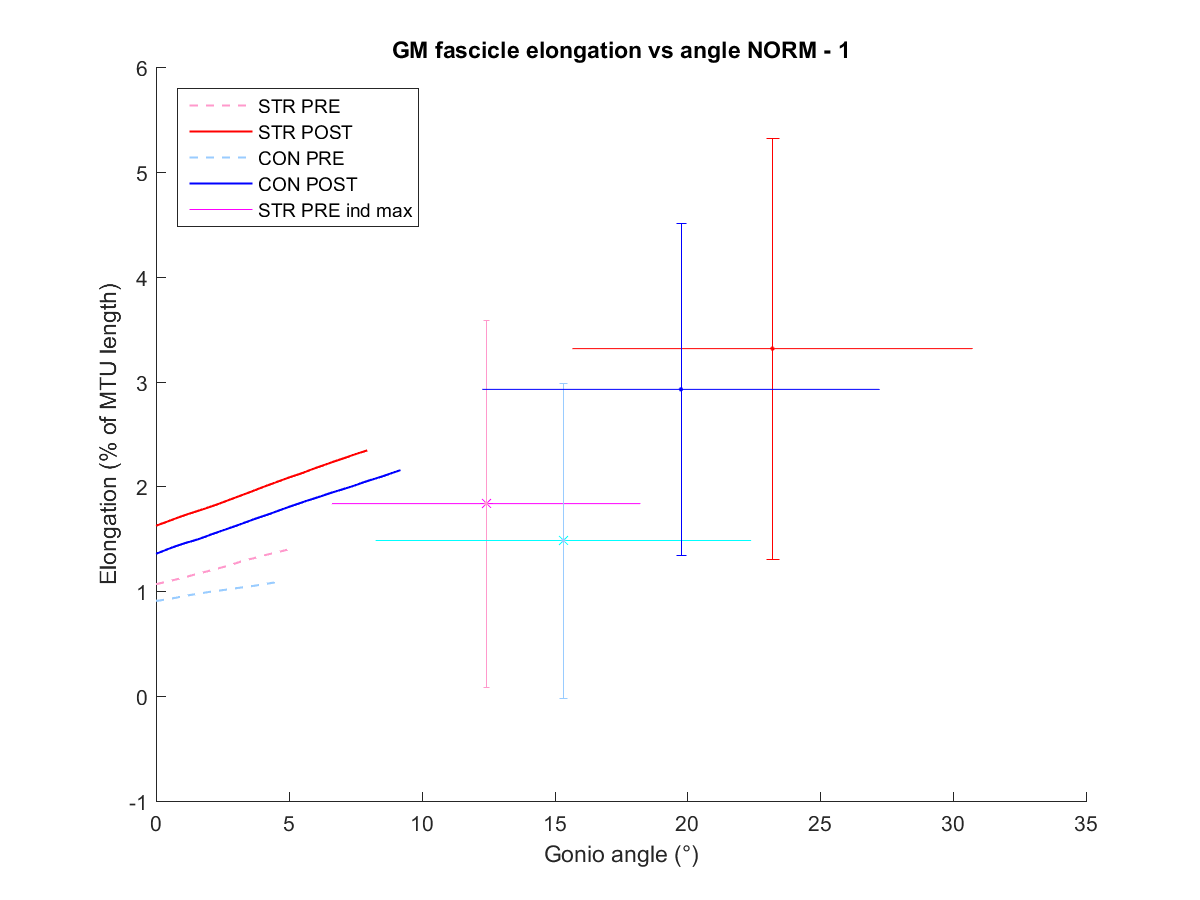 GM fascicle elongation vs angle NORM - 1
STR PRE
STR POST
CON PRE
CON POST
STR PRE ind max
Elongation (% of MTU length)
6
5
4
3
2
1
0
-1
0 5 10 15 20 25 30 35
Gonio angle (°)